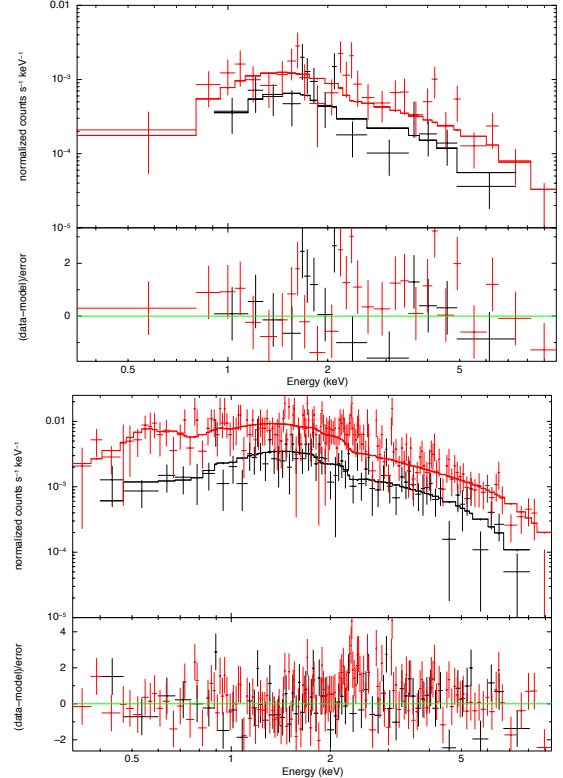 0.01
10⁻³
10⁻⁴
10⁻⁵
normalized counts s⁻¹ keV⁻¹
2
0
(data−model)/error
0.5 1 2 5
Energy (keV)
0.01
10⁻³
10⁻⁴
10⁻⁵
normalized counts s⁻¹ keV⁻¹
4
2
0
−2
(data−model)/error
0.5 1 2 5
Energy (keV)